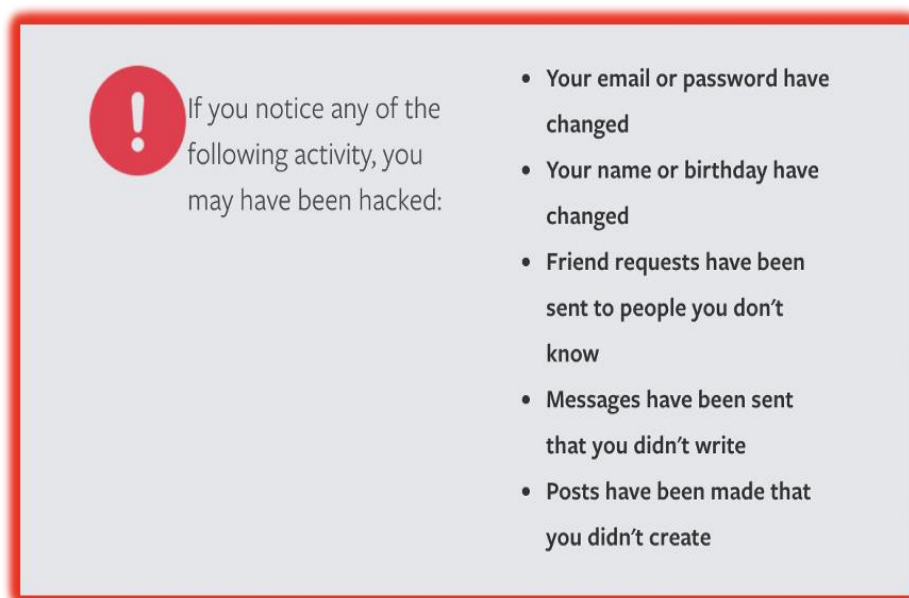 If you notice any of the
following activity, you
may have been hacked:
• Your email or password have
changed
• Your name or birthday have
changed
• Friend requests have been
sent to people you don't
know
• Messages have been sent
that you didn't write
• Posts have been made that
you didn't create